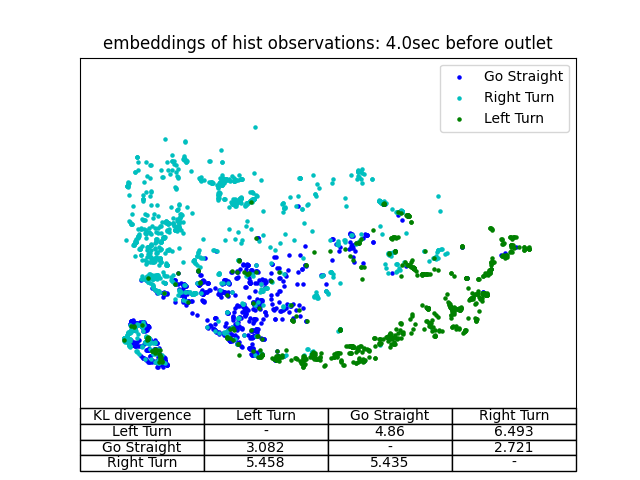 embeddings of hist observations: 4.0sec before outlet
Go Straight
Right Turn
Left Turn
KL divergence Left Turn Go Straight Right Turn
Left Turn - 4.86 6.493
Go Straight 3.082 - 2.721
Right Turn 5.458 5.435 -